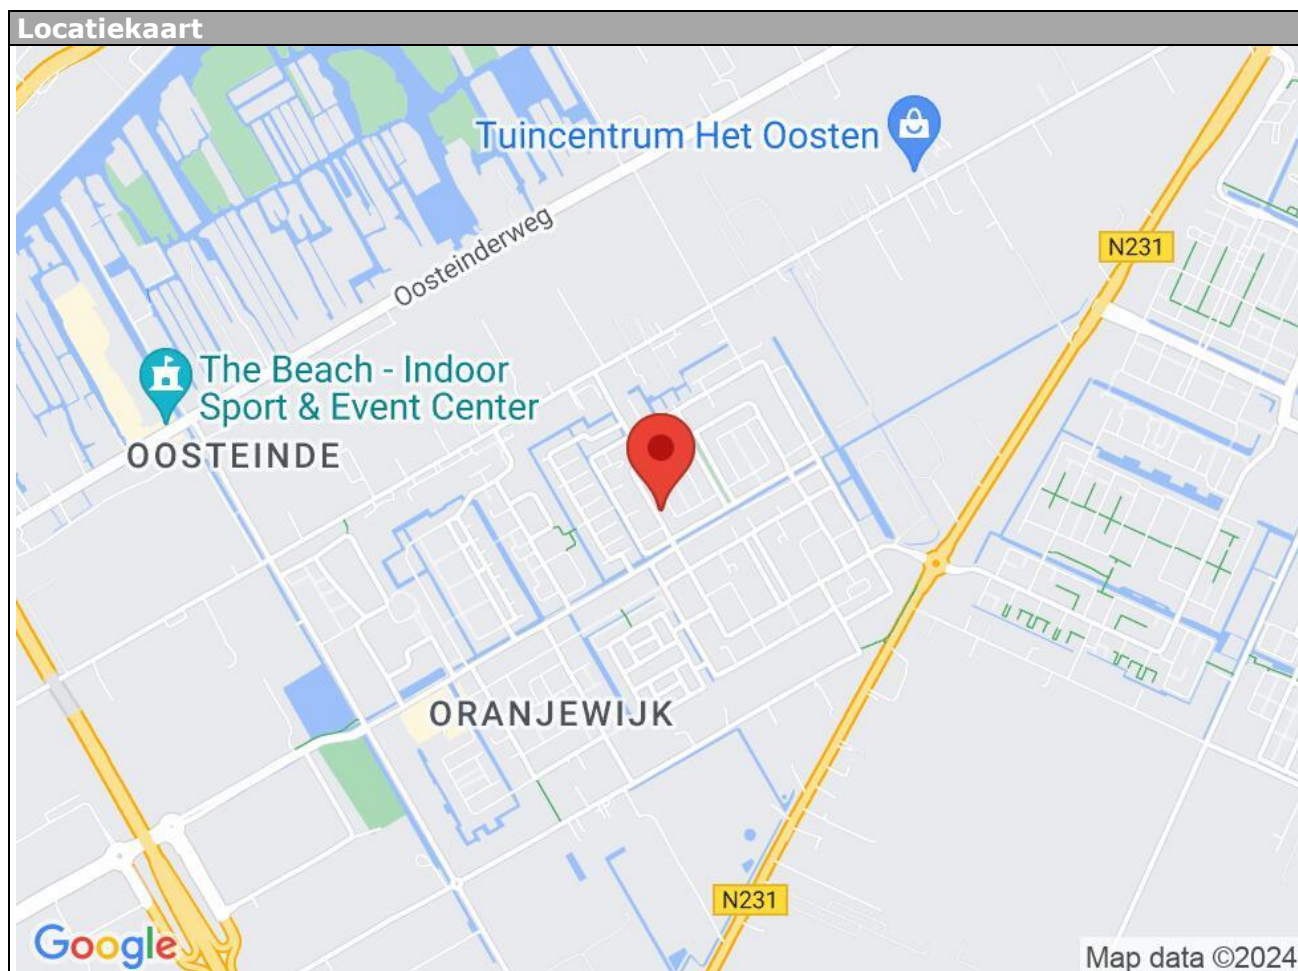 Locatiekaart
Tuincentrum Het Oosten
Oosteinderweg
N231
The Beach - Indoor
Sport & Event Center
OOSTEINDE
ORANJEWIJK
N231
Google
Map data ©2024